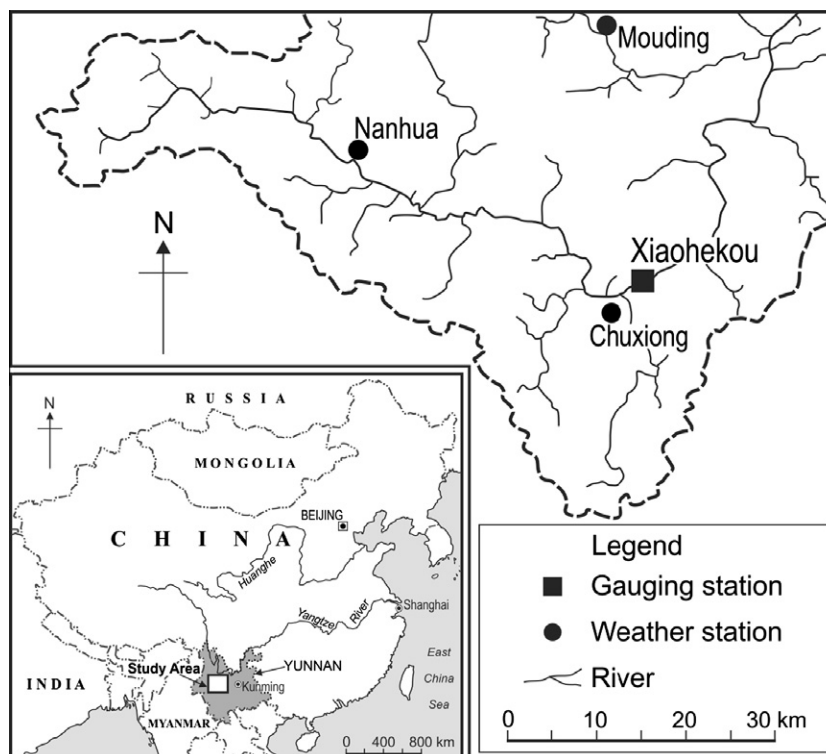 Mouding
Nanhua
N
Xiaohekou
Chuxiong
N
RUSSIA
MONGOLIA
BEIJING
CHINA
Huanghe
Shanghai
Yangtze River
Study Area
YUNNAN
Kunming
East
China
Sea
INDIA
MYANMAR
0 400 800 km
Legend
Gauging station
Weather station
River
0 10 20 30 km